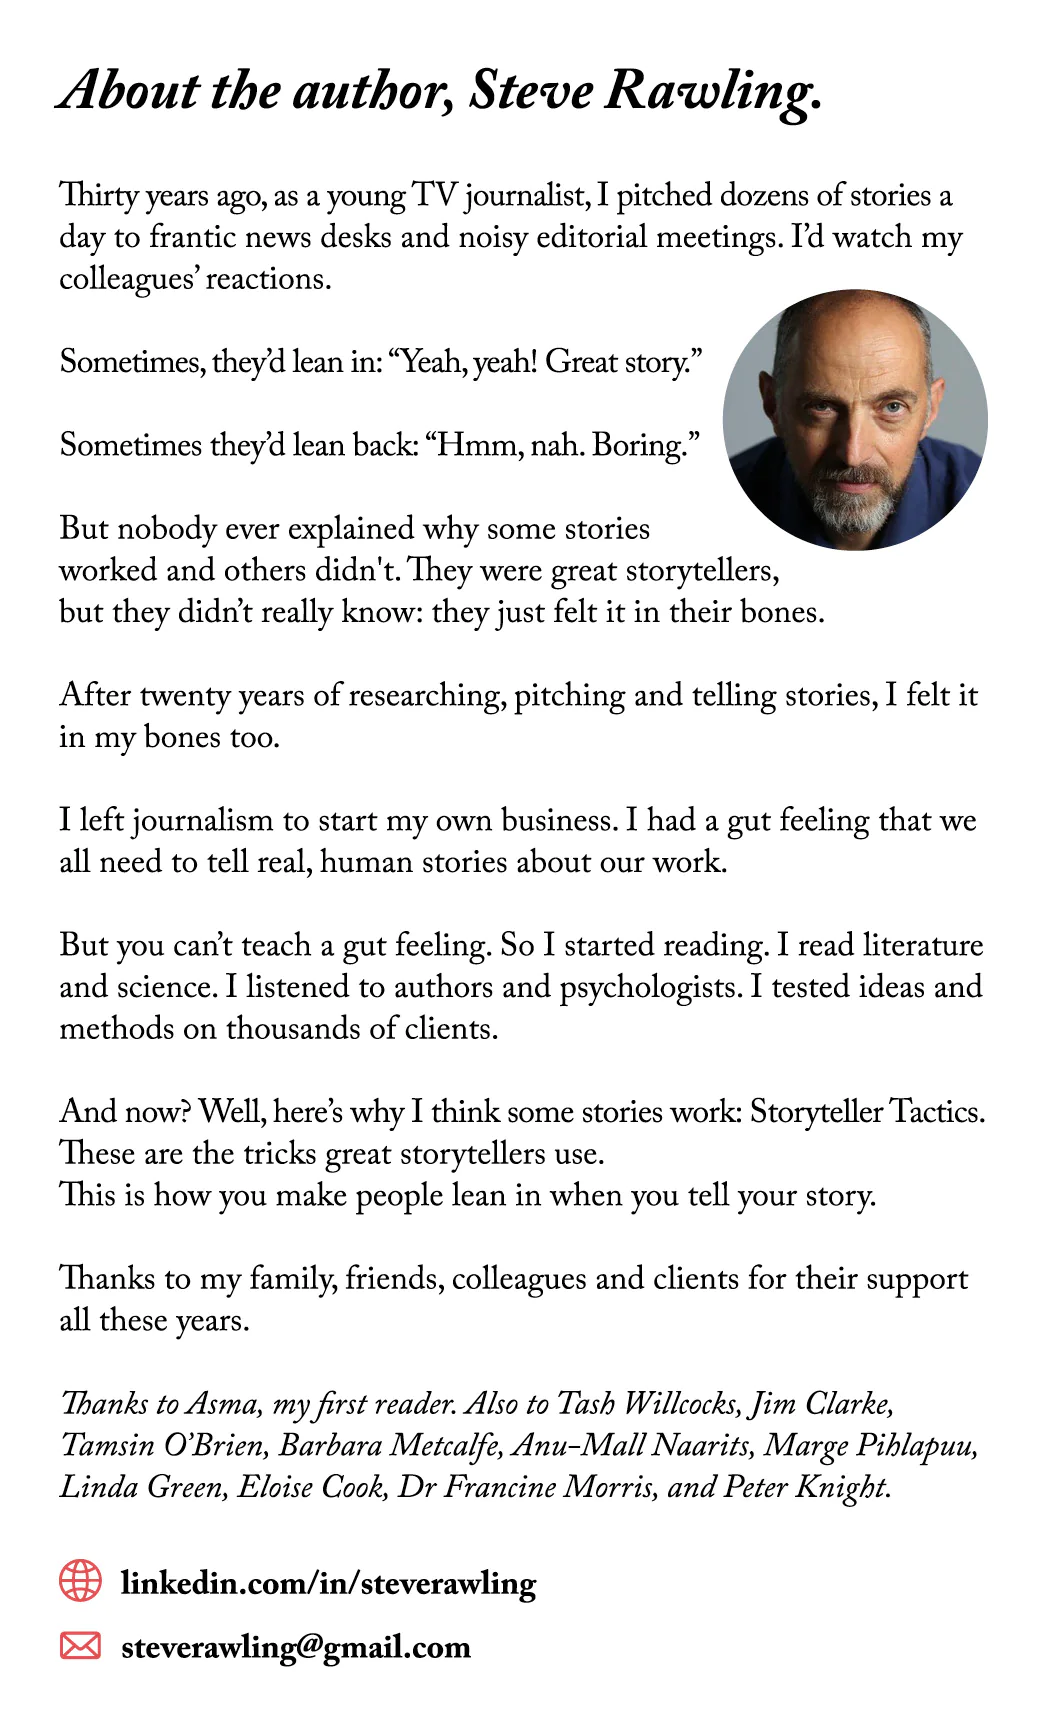 About the author, Steve Rawling.
Thirty years ago, as a young TV journalist, I pitched dozens of stories a
day to frantic news desks and noisy editorial meetings. I’d watch my
colleagues’ reactions.
Sometimes, they’d lean in: “Yeah, yeah! Great story.”
Sometimes they’d lean back: “Hmm, nah. Boring.”
But nobody ever explained why some stories
worked and others didn't. They were great storytellers,
but they didn’t really know: they just felt it in their bones.
After twenty years of researching, pitching and telling stories, I felt it
in my bones too.
I left journalism to start my own business. I had a gut feeling that we
all need to tell real, human stories about our work.
But you can’t teach a gut feeling. So I started reading. I read literature
and science. I listened to authors and psychologists. I tested ideas and
methods on thousands of clients.
And now? Well, here’s why I think some stories work: Storyteller Tactics.
These are the tricks great storytellers use.
This is how you make people lean in when you tell your story.
Thanks to my family, friends, colleagues and clients for their support
all these years.
Thanks to Asma, my first reader. Also to Tash Willcocks, Jim Clarke,
Tamsin O’Brien, Barbara Metcalfe, Anu-Mall Naarits, Marge Pihlapuu,
Linda Green, Eloise Cook, Dr Francine Morris, and Peter Knight.
linkedin.com/in/steverawling
steverawling@gmail.com